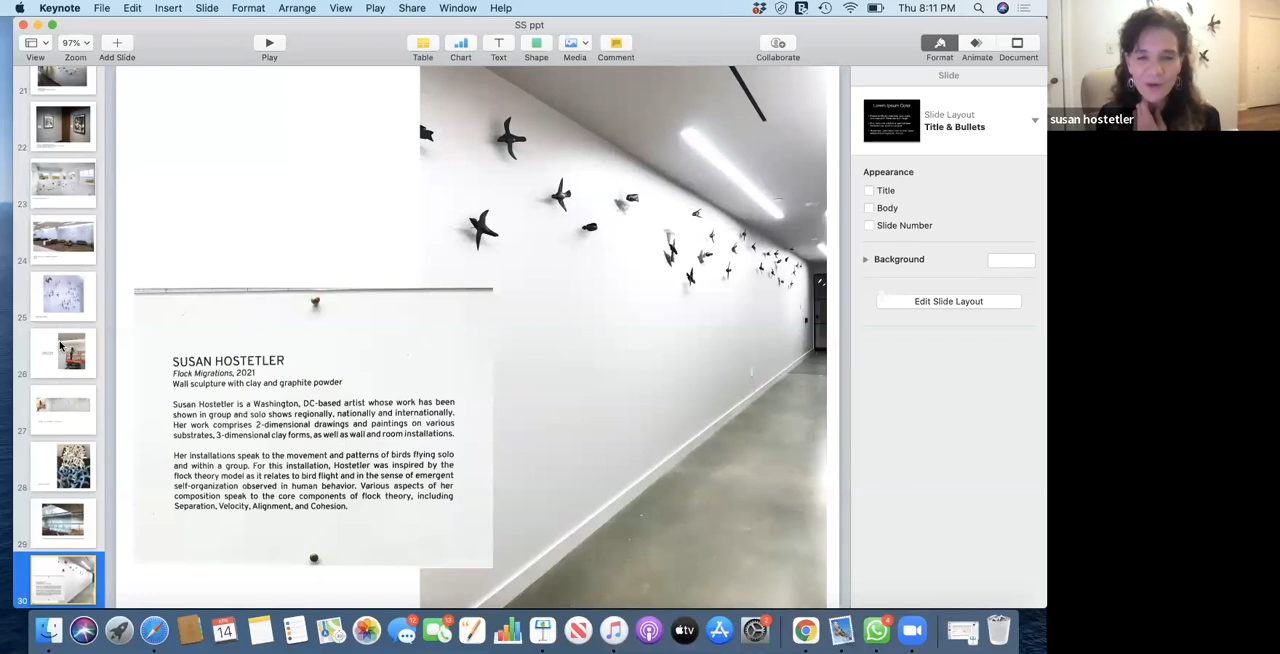 Keynote File Edit Insert Slide Format Arrange View Play Share Window Help
Thu 8:11 PM
SS ppt
97%
View Zoom Add Slide Play Table Chart Text Shape Media Comment Collaborate Format Animate Document
Slide
Slide Layout
Title & Bullets
Appearance
Title
Body
Slide Number
Background
Edit Slide Layout
susan hostetler
21
22
23
24
25
26
27
28
29
30
SUSAN HOSTETLER
Flock Migrations, 2021
Wall sculpture with clay and graphite powder
Susan Hostetler is a Washington, DC-based artist whose work has been
shown in group and solo shows regionally, nationally and internationally.
Her work comprises 2-dimensional drawings and paintings on various
substrates, 3-dimensional clay forms, as well as wall and room installations.
Her installations speak to the movement and patterns of birds flying solo
and within a group. For this installation, Hostetler was inspired by the
flock theory model as it relates to bird flight and in the sense of emergent
self-organization observed in human behavior. Various aspects of her
composition speak to the core components of flock theory, including
Separation, Velocity, Alignment, and Cohesion.
14
12
13
2
4
tv